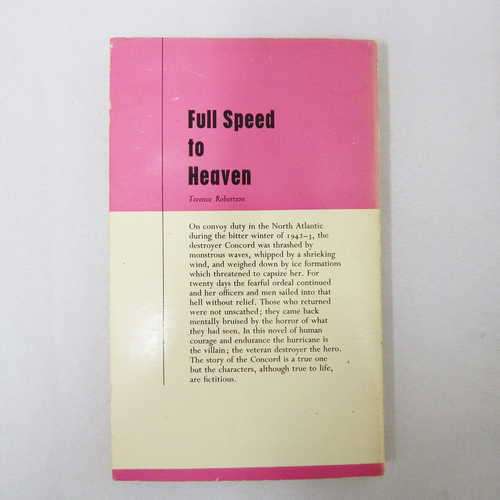 Full Speed
to
Heaven
Terence Robertson
On convoy duty in the North Atlantic
during the bitter winter of 1942–3, the
destroyer Concord was thrashed by
monstrous waves, whipped by a shrieking
wind, and weighed down by ice formations
which threatened to capsize her. For
twenty days the fearful ordeal continued
and her officers and men sailed into that
hell without relief. Those who returned
were not unscathed; they came back
mentally bruised by the horror of what
they had seen. In this novel of human
courage and endurance the hurricane is
the villain; the veteran destroyer the hero.
The story of the Concord is a true one
but the characters, although true to life,
are fictitious.